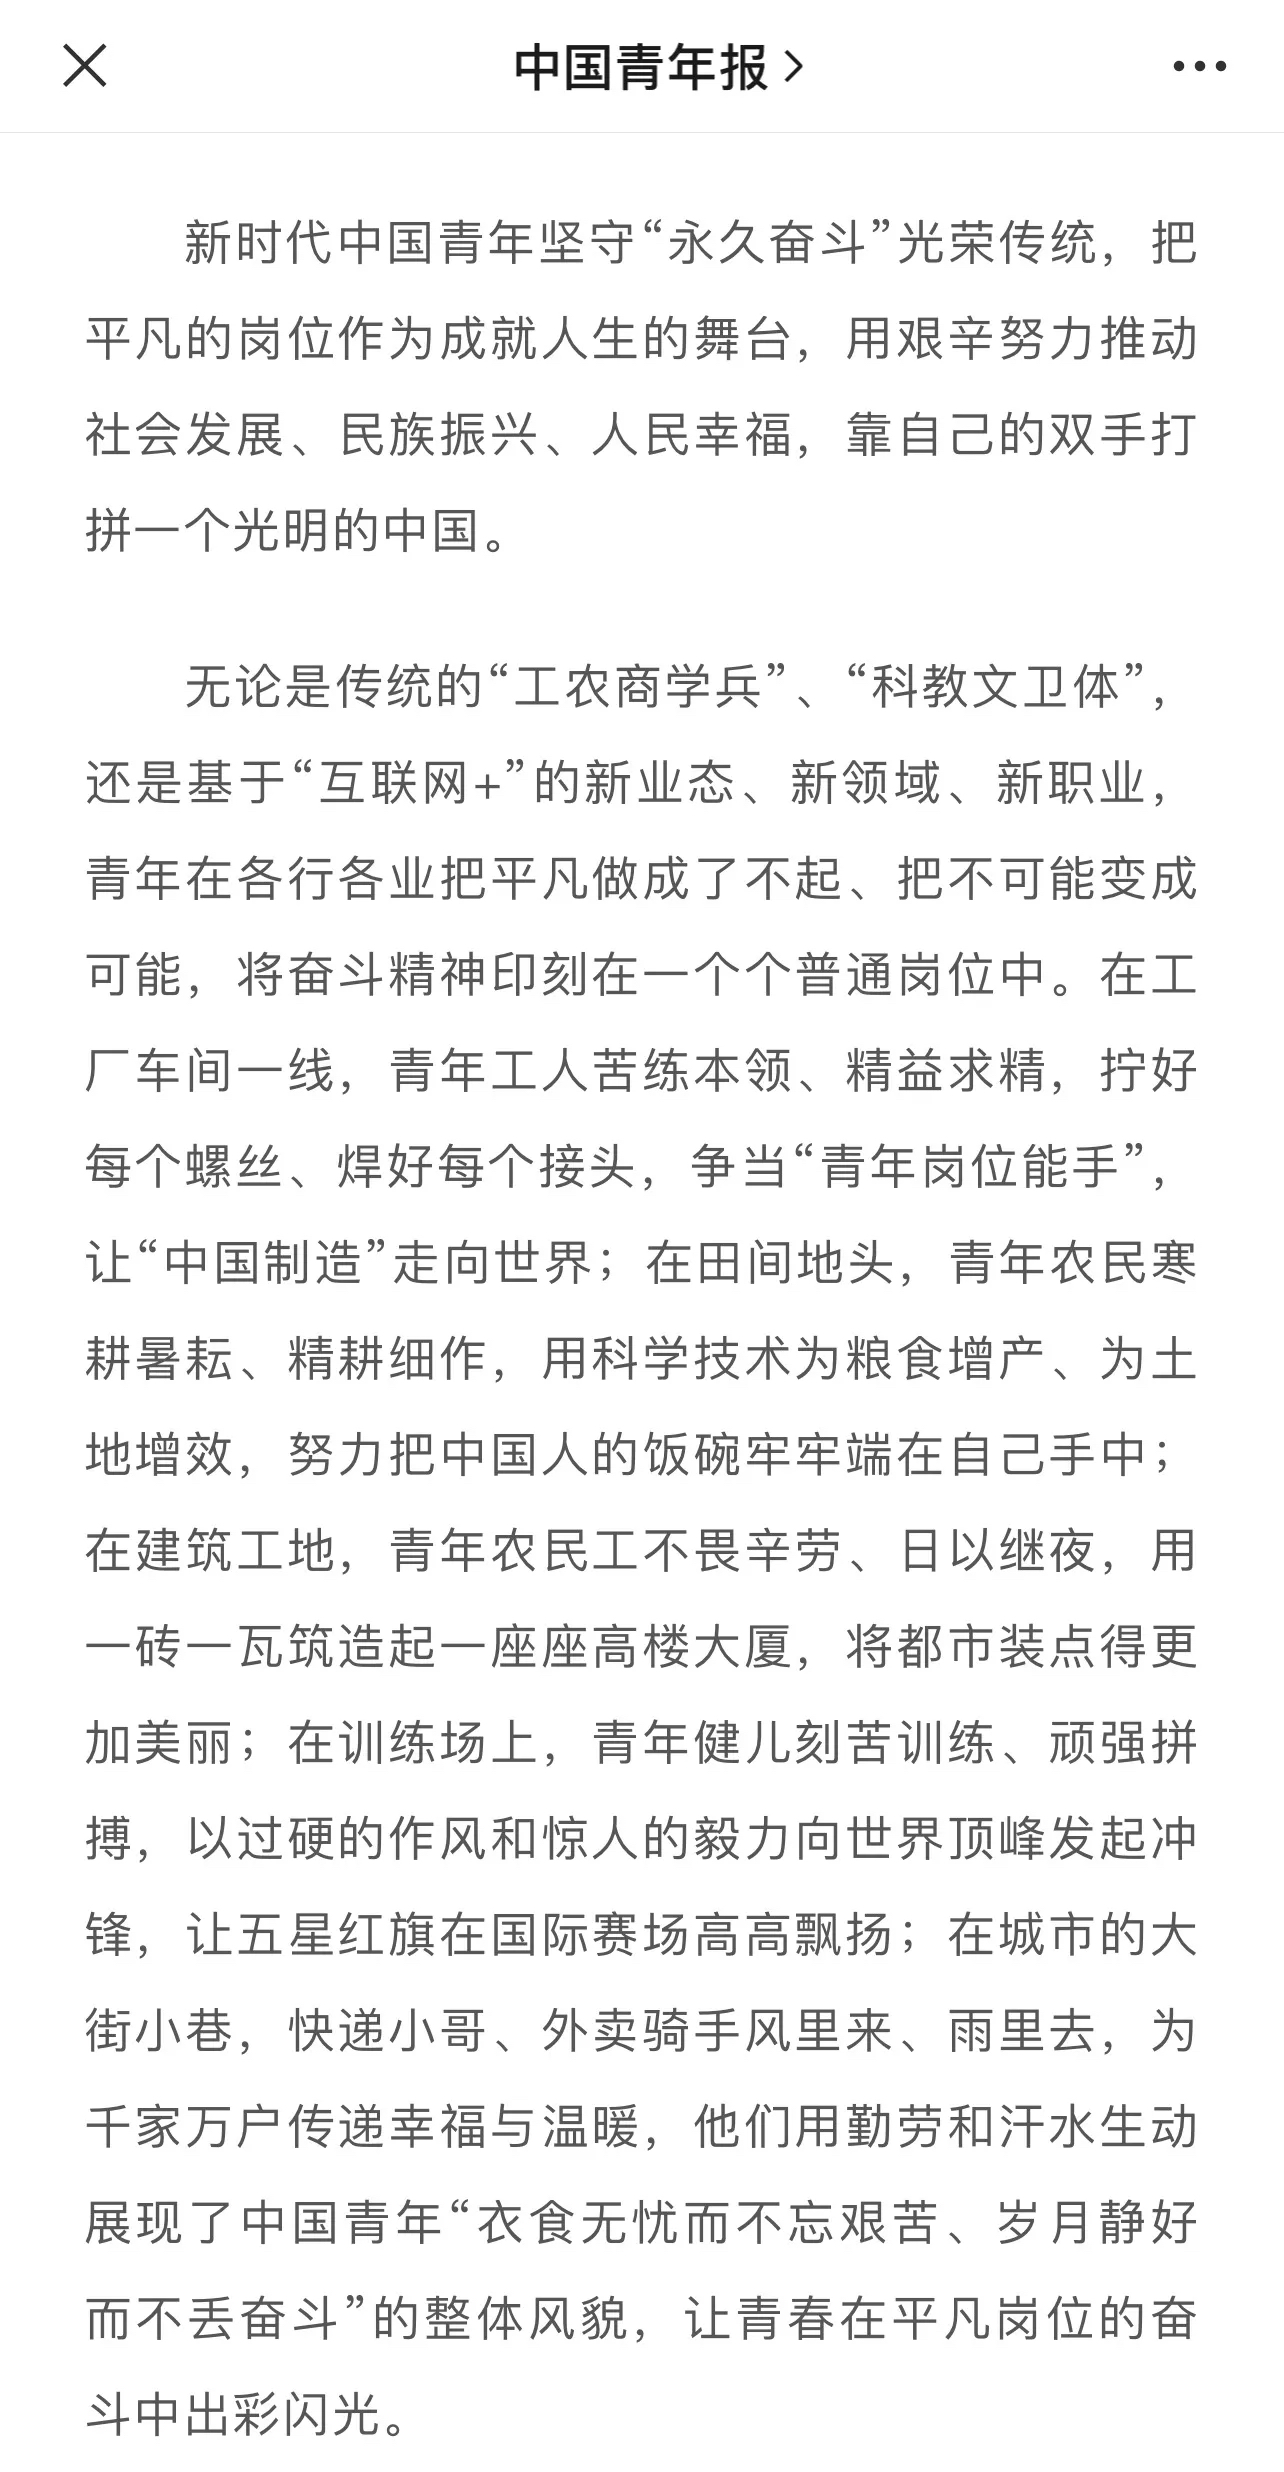 中国青年报
新时代中国青年坚守“永久奋斗”光荣传统，把
平凡的岗位作为成就人生的舞台，用艰辛努力推动
社会发展、民族振兴、人民幸福，靠自己的双手打
拼一个光明的中国。
无论是传统的“工农商学兵”、“科教文卫体”，
还是基于“互联网+”的新业态、新领域、新职业，
青年在各行各业把平凡做成了不起、把不可能变成
可能，将奋斗精神印刻在一个个普通岗位中。在工
厂车间一线，青年工人苦练本领、精益求精，拧好
每个螺丝、焊好每个接头，争当“青年岗位能手”，
让“中国制造”走向世界；在田间地头，青年农民寒
耕暑耘、精耕细作，用科学技术为粮食增产、为土
地增效，努力把中国人的饭碗牢牢端在自己手中；
在建筑工地，青年农民工不畏辛劳、日以继夜，用
一砖一瓦筑造起一座座高楼大厦，将都市装点得更
加美丽；在训练场上，青年健儿刻苦训练、顽强拼
搏，以过硬的作风和惊人的毅力向世界顶峰发起冲
锋，让五星红旗在国际赛场高高飘扬；在城市的大
街小巷，快递小哥、外卖骑手风里来、雨里去，为
千家万户传递幸福与温暖，他们用勤劳和汗水生动
展现了中国青年“衣食无忧而不忘艰苦、岁月静好
而不丢奋斗”的整体风貌，让青春在平凡岗位的奋
斗中出彩闪光。